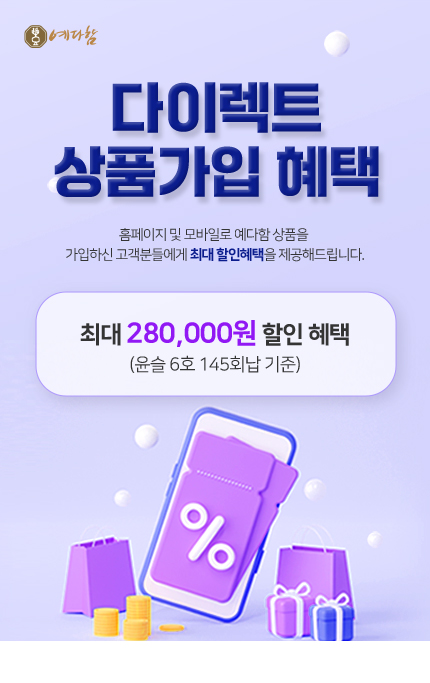 예다함
다이렉트
상품가입 혜택
홈페이지 및 모바일로 예다함 상품을
가입하신 고객분들에게 최대 할인혜택을 제공해드립니다.
최대 280,000원 할인 혜택
(윤슬 6호 145회납 기준)
%